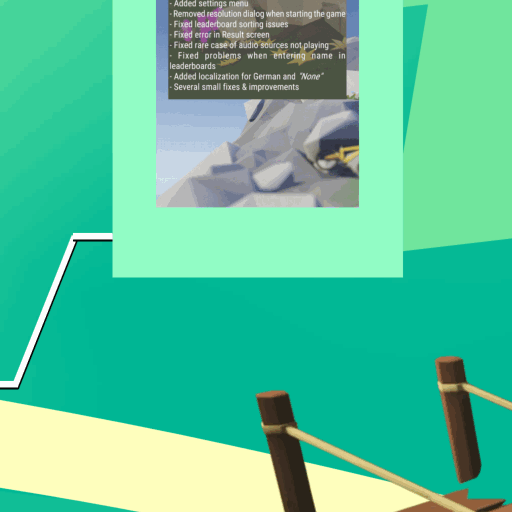 - Added settings menu
- Removed resolution dialog when starting the game
- Fixed leaderboard sorting issues
- Fixed error in Result screen
- Fixed rare case of audio sources not playing
- Fixed problems when entering name in
leaderboards
- Added localization for German and "None"
- Several small fixes & improvements